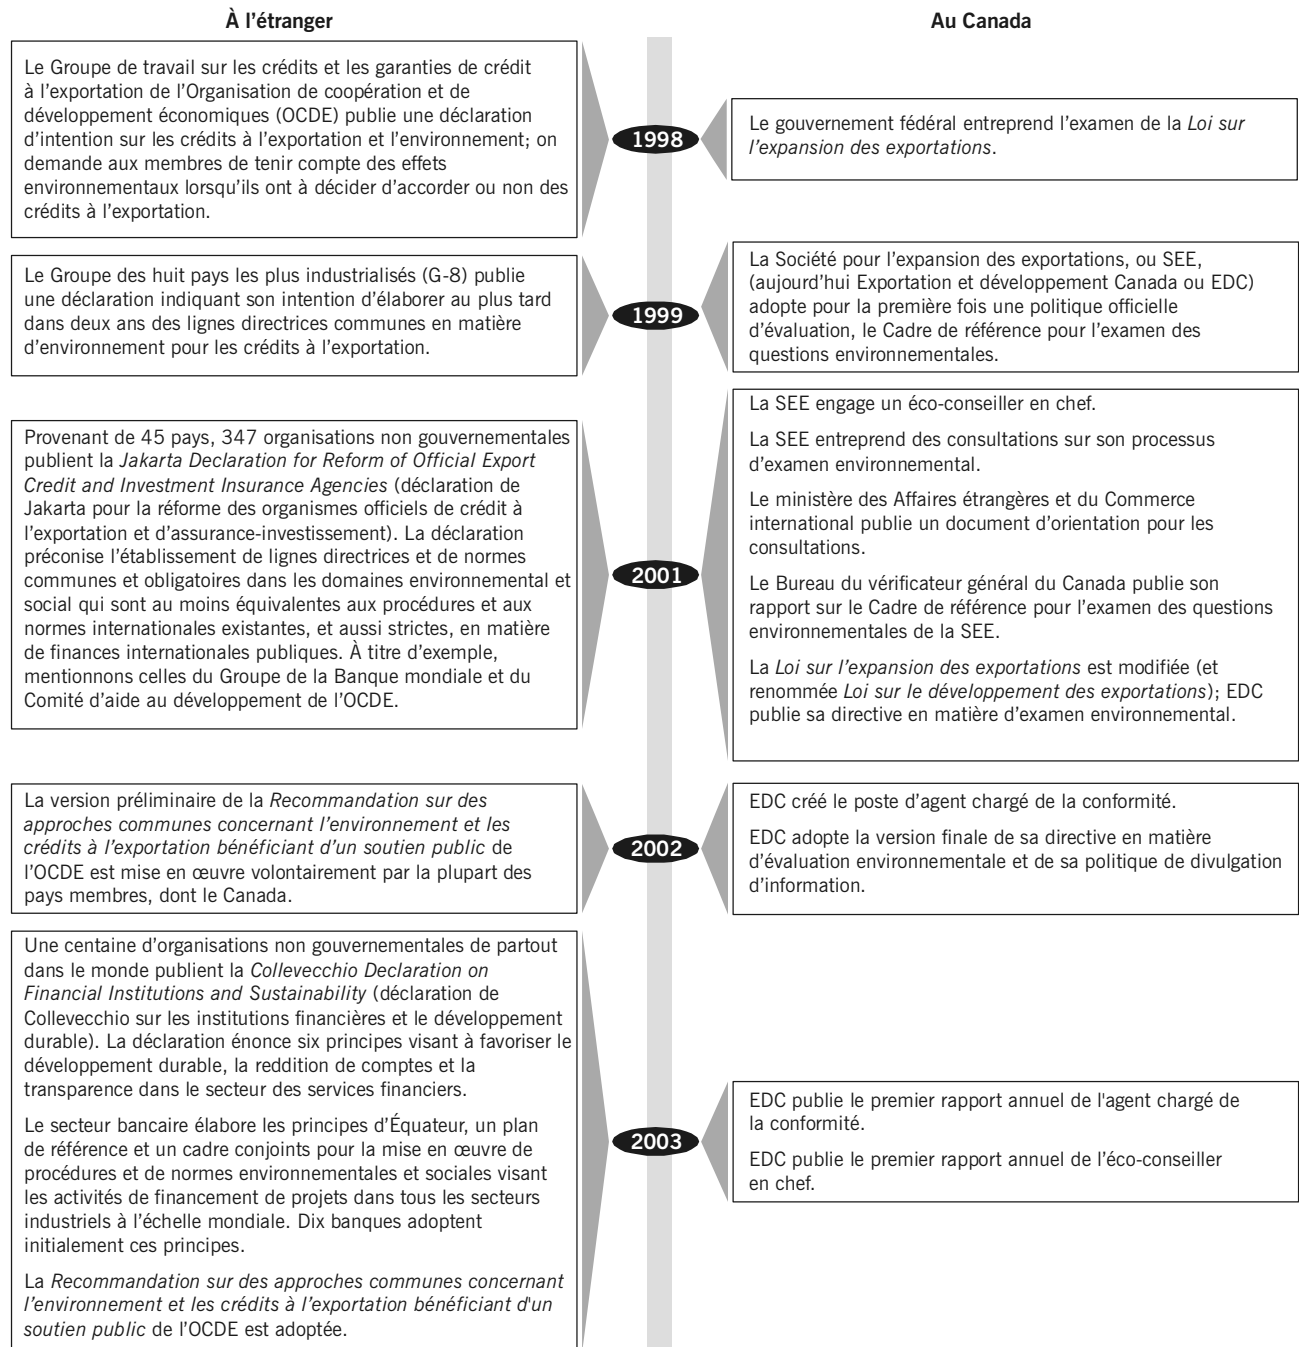 À l'étranger
Au Canada
Le Groupe de travail sur les crédits et les garanties de crédit
à l'exportation de l'Organisation de coopération et de
développement économiques (OCDE) publie une déclaration
d'intention sur les crédits à l'exportation et l'environnement; on
demande aux membres de tenir compte des effets
environnementaux lorsqu'ils ont à décider d'accorder ou non des
crédits à l'exportation.
1998
Le gouvernement fédéral entreprend l'examen de la Loi sur
l'expansion des exportations.
Le Groupe des huit pays les plus industrialisés (G-8) publie
une déclaration indiquant son intention d'élaborer au plus tard
dans deux ans des lignes directrices communes en matière
d'environnement pour les crédits à l'exportation.
1999
La Société pour l'expansion des exportations, ou SEE,
(aujourd'hui Exportation et développement Canada ou EDC)
adopte pour la première fois une politique officielle
d'évaluation, le Cadre de référence pour l'examen des
questions environnementales.
Provenant de 45 pays, 347 organisations non gouvernementales
publient la Jakarta Declaration for Reform of Official Export
Credit and Investment Insurance Agencies (déclaration de
Jakarta pour la réforme des organismes officiels de crédit à
l'exportation et d'assurance-investissement). La déclaration
préconise l'établissement de lignes directrices et de normes
communes et obligatoires dans les domaines environnemental et
social qui sont au moins équivalentes aux procédures et aux
normes internationales existantes, et aussi strictes, en matière
de finances internationales publiques. À titre d'exemple,
mentionnons celles du Groupe de la Banque mondiale et du
Comité d'aide au développement de l'OCDE.
2001
La SEE engage un éco-conseiller en chef.
La SEE entreprend des consultations sur son processus
d'examen environnemental.
Le ministère des Affaires étrangères et du Commerce
international publie un document d'orientation pour les
consultations.
Le Bureau du vérificateur général du Canada publie son
rapport sur le Cadre de référence pour l'examen des questions
environnementales de la SEE.
La Loi sur l'expansion des exportations est modifiée (et
renommée Loi sur le développement des exportations); EDC
publie sa directive en matière d'examen environnemental.
La version préliminaire de la Recommandation sur des
approches communes concernant l'environnement et les
crédits à l'exportation bénéficiant d'un soutien public de
l'OCDE est mise en œuvre volontairement par la plupart des
pays membres, dont le Canada.
2002
EDC créé le poste d'agent chargé de la conformité.
EDC adopte la version finale de sa directive en matière
d'évaluation environnementale et de sa politique de divulgation
d'information.
Une centaine d'organisations non gouvernementales de partout
dans le monde publient la Collevecchio Declaration on
Financial Institutions and Sustainability (déclaration de
Collevecchio sur les institutions financières et le développement
durable). La déclaration énonce six principes visant à favoriser le
développement durable, la reddition de comptes et la
transparence dans le secteur des services financiers.
Le secteur bancaire élabore les principes d'Équateur, un plan
de référence et un cadre conjoints pour la mise en œuvre de
procédures et de normes environnementales et sociales visant
les activités de financement de projets dans tous les secteurs
industriels à l'échelle mondiale. Dix banques adoptent
initialement ces principes.
La Recommandation sur des approches communes concernant
l'environnement et les crédits à l'exportation bénéficiant d'un
soutien public de l'OCDE est adoptée.
2003
EDC publie le premier rapport annuel de l'agent chargé de
la conformité.
EDC publie le premier rapport annuel de l'éco-conseiller
en chef.